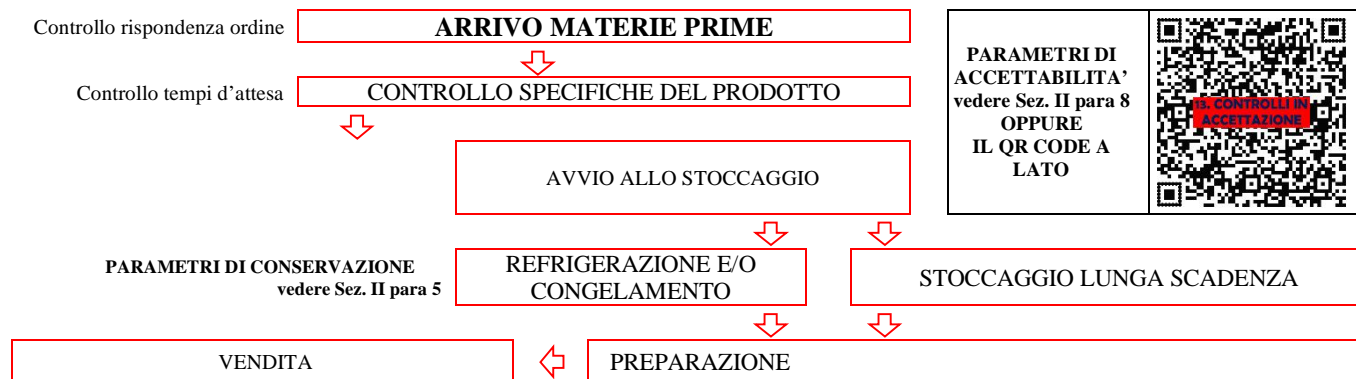 Controllo rispondenza ordine
ARRIVO MATERIE PRIME
Controllo tempi d'attesa
CONTROLLO SPECIFICHE DEL PRODOTTO
PARAMETRI DI
ACCETTABILITA'
vedere Sez. II para 8
OPPURE
IL QR CODE A
LATO
13. CONTROLLI IN
ACCETTAZIONE
AVVIO ALLO STOCCAGGIO
PARAMETRI DI CONSERVAZIONE
vedere Sez. II para 5
REFRIGERAZIONE E/O
CONGELAMENTO
STOCCAGGIO LUNGA SCADENZA
VENDITA
PREPARAZIONE